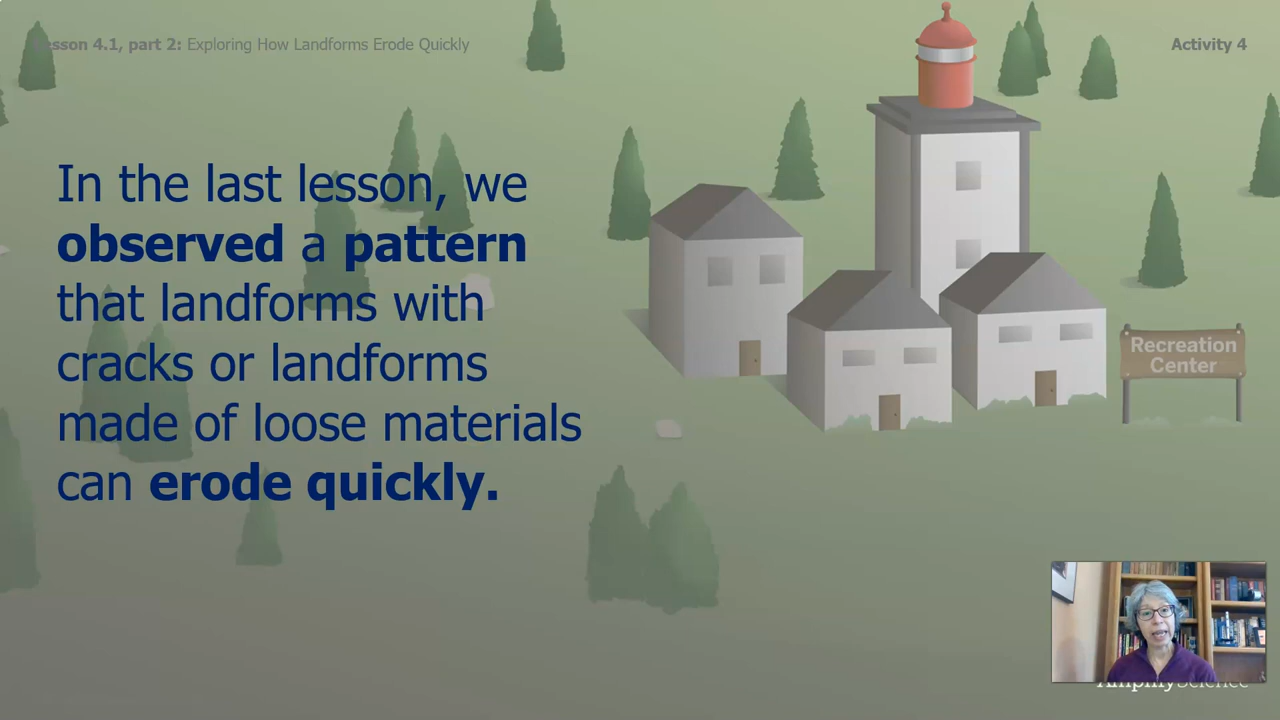 Lesson 4.1, part 2: Exploring How Landforms Erode Quickly
Activity 4
In the last lesson, we
observed a pattern
that landforms with
cracks or landforms
made of loose materials
can erode quickly.
Recreation
Center
AmplifyScience